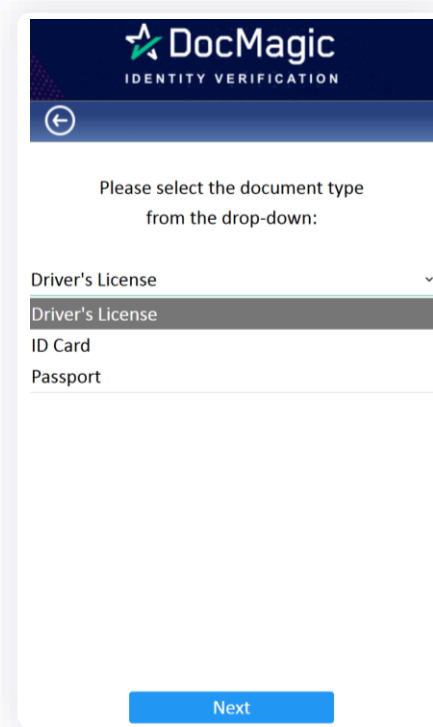 DocMagic
IDENTITY VERIFICATION
Please select the document type
from the drop-down:
Driver's License
Driver's License
ID Card
Passport
Next